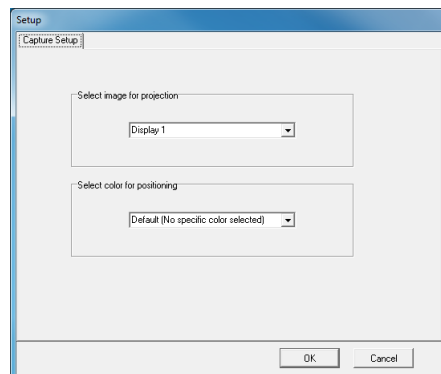 Setup
Capture Setup
Select image for projection
Display 1
Select color for positioning
Default (No specific color selected)
OK
Cancel